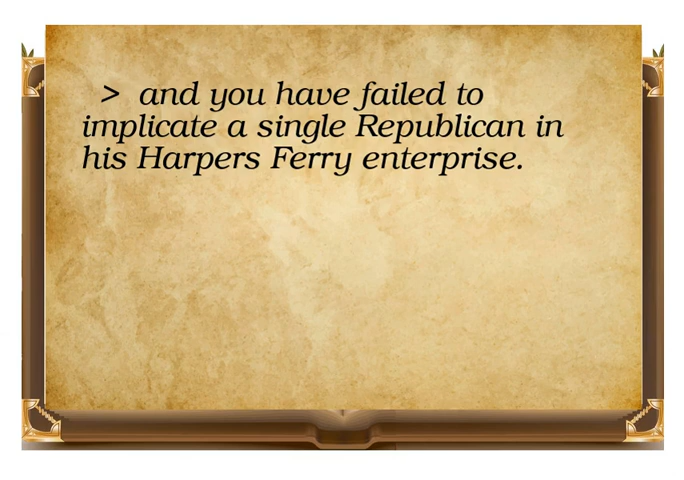 > and you have failed to
implicate a single Republican in
his Harpers Ferry enterprise.